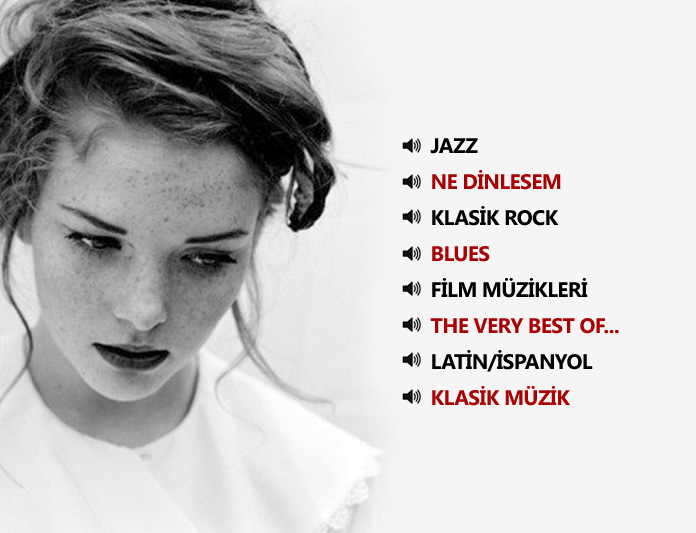 JAZZ
NE DİNLESEM
KLASİK ROCK
BLUES
FİLM MÜZİKLERİ
THE VERY BEST OF...
LATİN/İSPANYOL
KLASİK MÜZİK